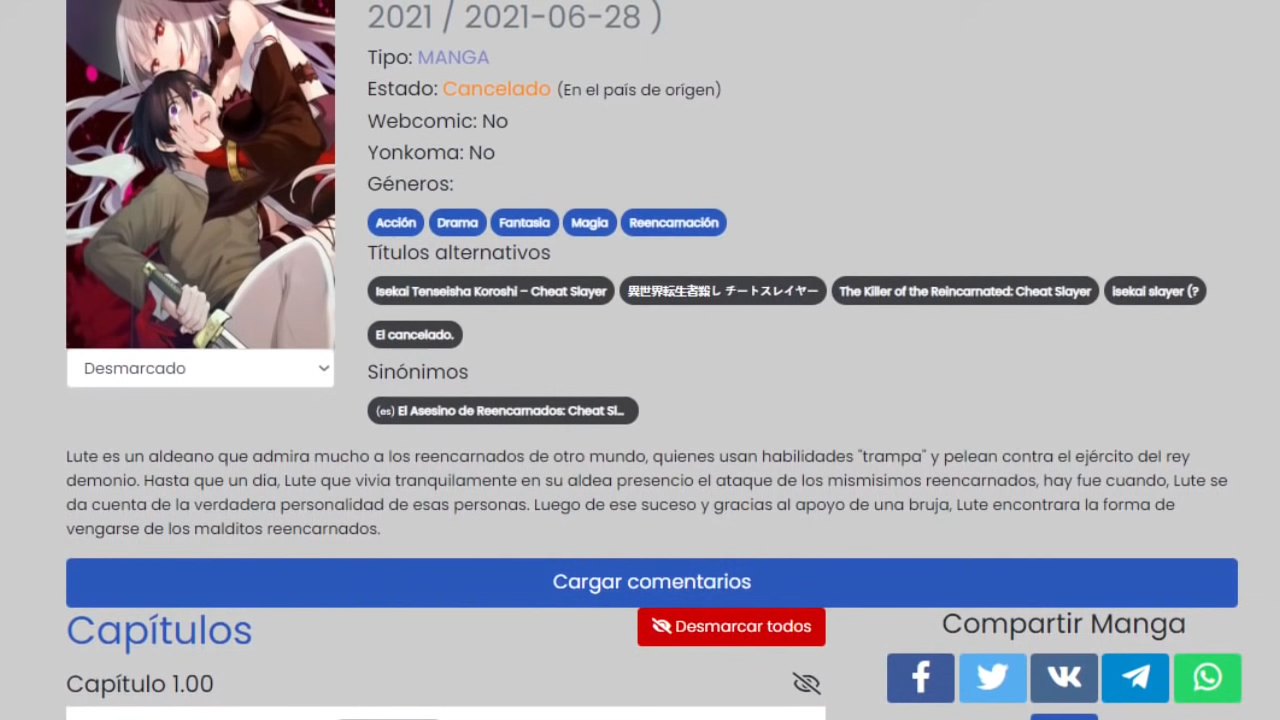 2021 / 2021-06-28 )
Tipo: MANGA
Estado: Cancelado (En el país de orígen)
Webcomic: No
Yonkoma: No
Géneros:
Acción Drama Fantasia Magia Reencarnación
Títulos alternativos
Isekai Tenseisha Koroshi – Cheat Slayer 異世界転生者殺し チートスレイヤー The Killer of the Reincarnated: Cheat Slayer isekai slayer (?
El cancelado.
Desmarcado
Sinónimos
(es) El Asesino de Reencarnados: Cheat Sl...
Lute es un aldeano que admira mucho a los reencarnados de otro mundo, quienes usan habilidades "trampa" y pelean contra el ejército del rey
demonio. Hasta que un dia, Lute que vivia tranquilamente en su aldea presencio el ataque de los mismisimos reencarnados, hay fue cuando, Lute se
da cuenta de la verdadera personalidad de esas personas. Luego de ese suceso y gracias al apoyo de una bruja, Lute encontrara la forma de
vengarse de los malditos reencarnados.
Cargar comentarios
Capítulos
Desmarcar todos
Compartir Manga
Capítulo 1.00